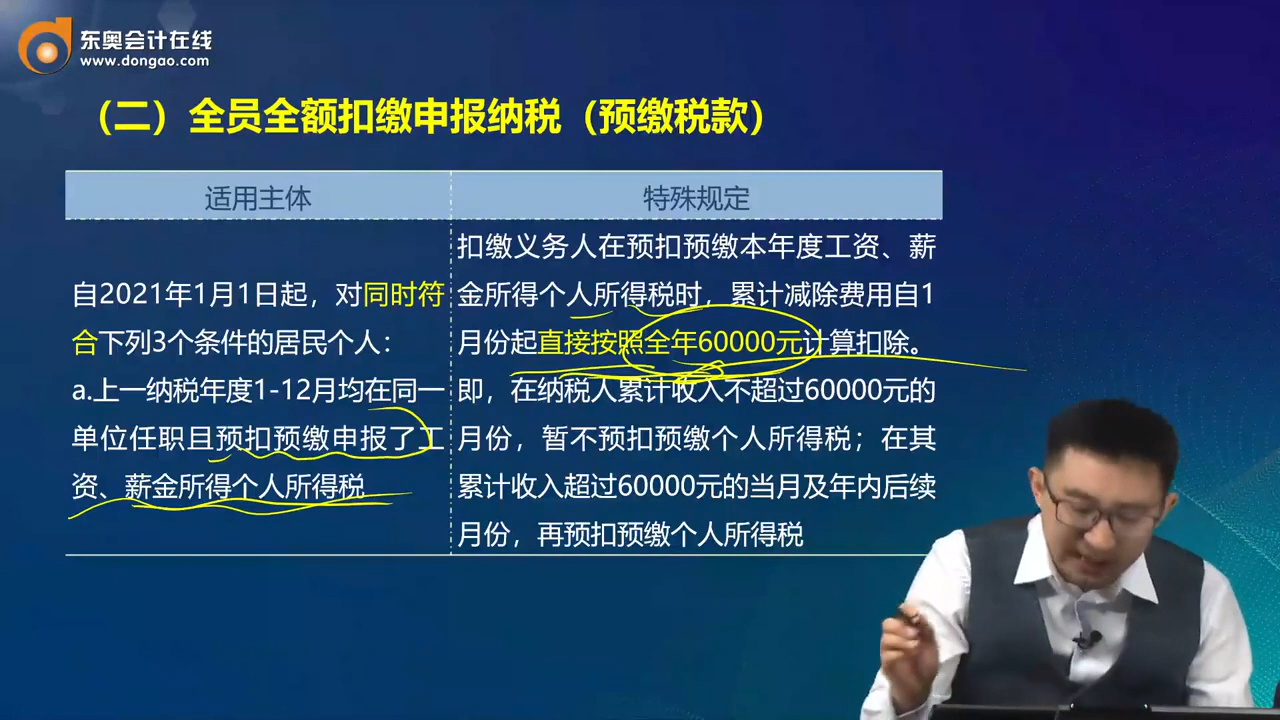 东奥会计在线
www.dongao.com
（二）全员全额扣缴申报纳税（预缴税款）
适用主体
特殊规定
自2021年1月1日起，对同时符
合下列3个条件的居民个人：
a.上一纳税年度1-12月均在同一
单位任职且预扣预缴申报了工
资、薪金所得个人所得税
扣缴义务人在预扣预缴本年度工资、薪
金所得个人所得税时，累计减除费用自1
月份起直接按照全年60000元计算扣除。
即，在纳税人累计收入不超过60000元的
月份，暂不预扣预缴个人所得税；在其
累计收入超过60000元的当月及年内后续
月份，再预扣预缴个人所得税